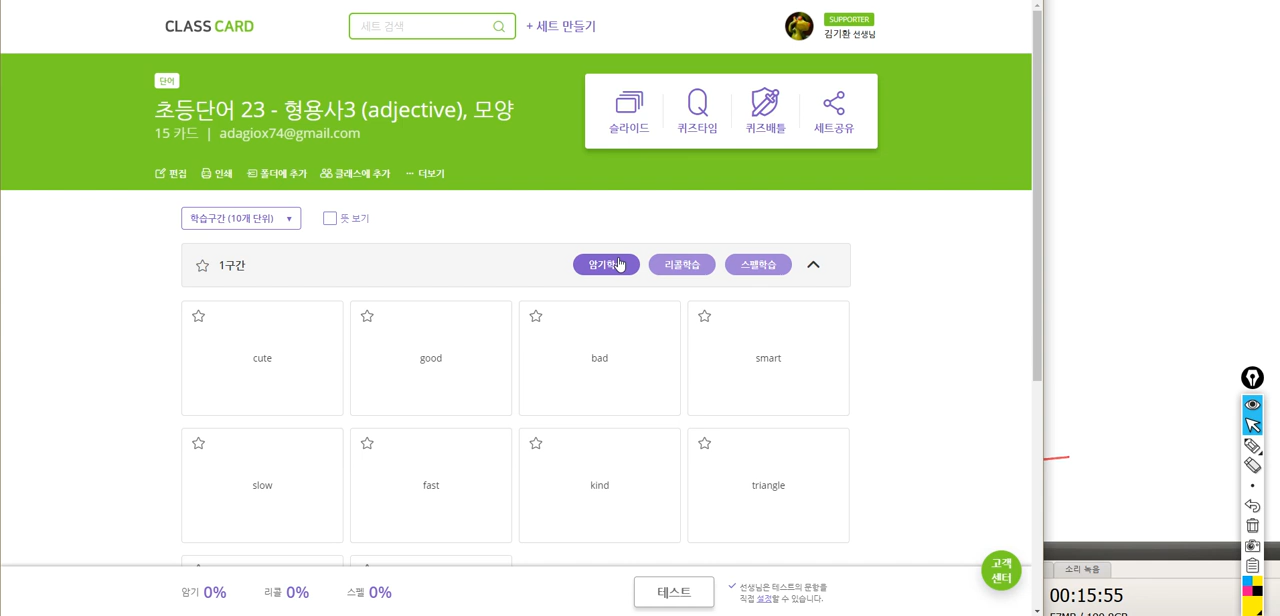 CLASS CARD
세트 검색
+ 세트 만들기
SUPPORTER
김기환 선생님
단어
초등단어 23 - 형용사3 (adjective), 모양
15 카드 | adagiox74@gmail.com
슬라이드
퀴즈타임
퀴즈배틀
세트공유
편집
인쇄
폴더에 추가
클래스에 추가
··· 더보기
학습구간 (10개 단위) ▼
뜻 보기
1구간
암기학
리콜학습
스펠학습
cute
good
bad
smart
slow
fast
kind
triangle
암기 0%
리콜 0%
스펠 0%
테스트
선생님은 테스트의 문항를
직접 설정할 수 있습니다.
고객
센터
소리 녹음
00:15:55